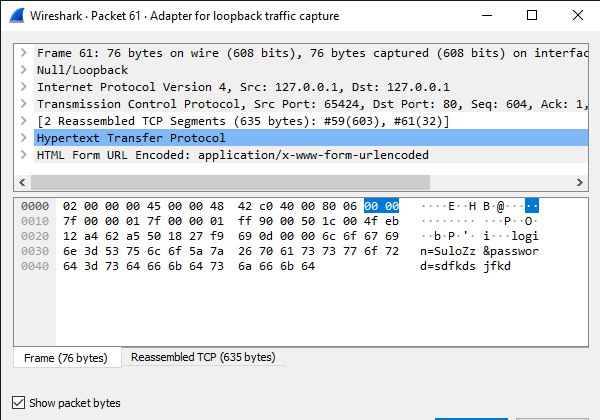 Wireshark · Packet 61 · Adapter for loopback traffic capture
Frame 61: 76 bytes on wire (608 bits), 76 bytes captured (608 bits) on interfac
Null/Loopback
Internet Protocol Version 4, Src: 127.0.0.1, Dst: 127.0.0.1
Transmission Control Protocol, Src Port: 65424, Dst Port: 80, Seq: 604, Ack: 1,
[2 Reassembled TCP Segments (635 bytes): #59(603), #61(32)]
Hypertext Transfer Protocol
HTML Form URL Encoded: application/x-www-form-urlencoded
0000 02 00 00 00 45 00 00 48 42 c0 40 00 80 06 00 00 ····E··H B·@·····
0010 7f 00 00 01 7f 00 00 01 ff 90 00 50 1c 00 4f eb ········ ···P··O·
0020 12 a4 62 a5 50 18 27 f9 69 0d 00 00 6c 6f 67 69 ··b·P·'· i···logi
0030 6e 3d 53 75 6c 6f 5a 7a 26 70 61 73 73 77 6f 72 n=SuloZz &passwor
0040 64 3d 73 64 66 6b 64 73 6a 66 6b 64 d=sdfkds jfkd
Frame (76 bytes) Reassembled TCP (635 bytes)
Show packet bytes